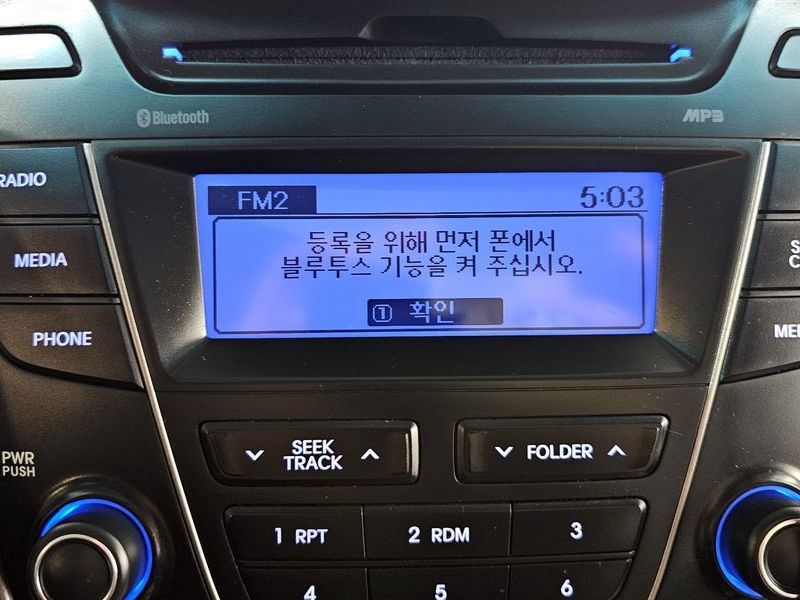 Bluetooth
MP3
RADIO
FM2
5:03
MEDIA
등록을 위해 먼저 폰에서
블루투스 기능을 켜 주십시오.
① 확인
PHONE
SEEK
TRACK
FOLDER
PWR
PUSH
1 RPT
2 RDM
3
4
5
6